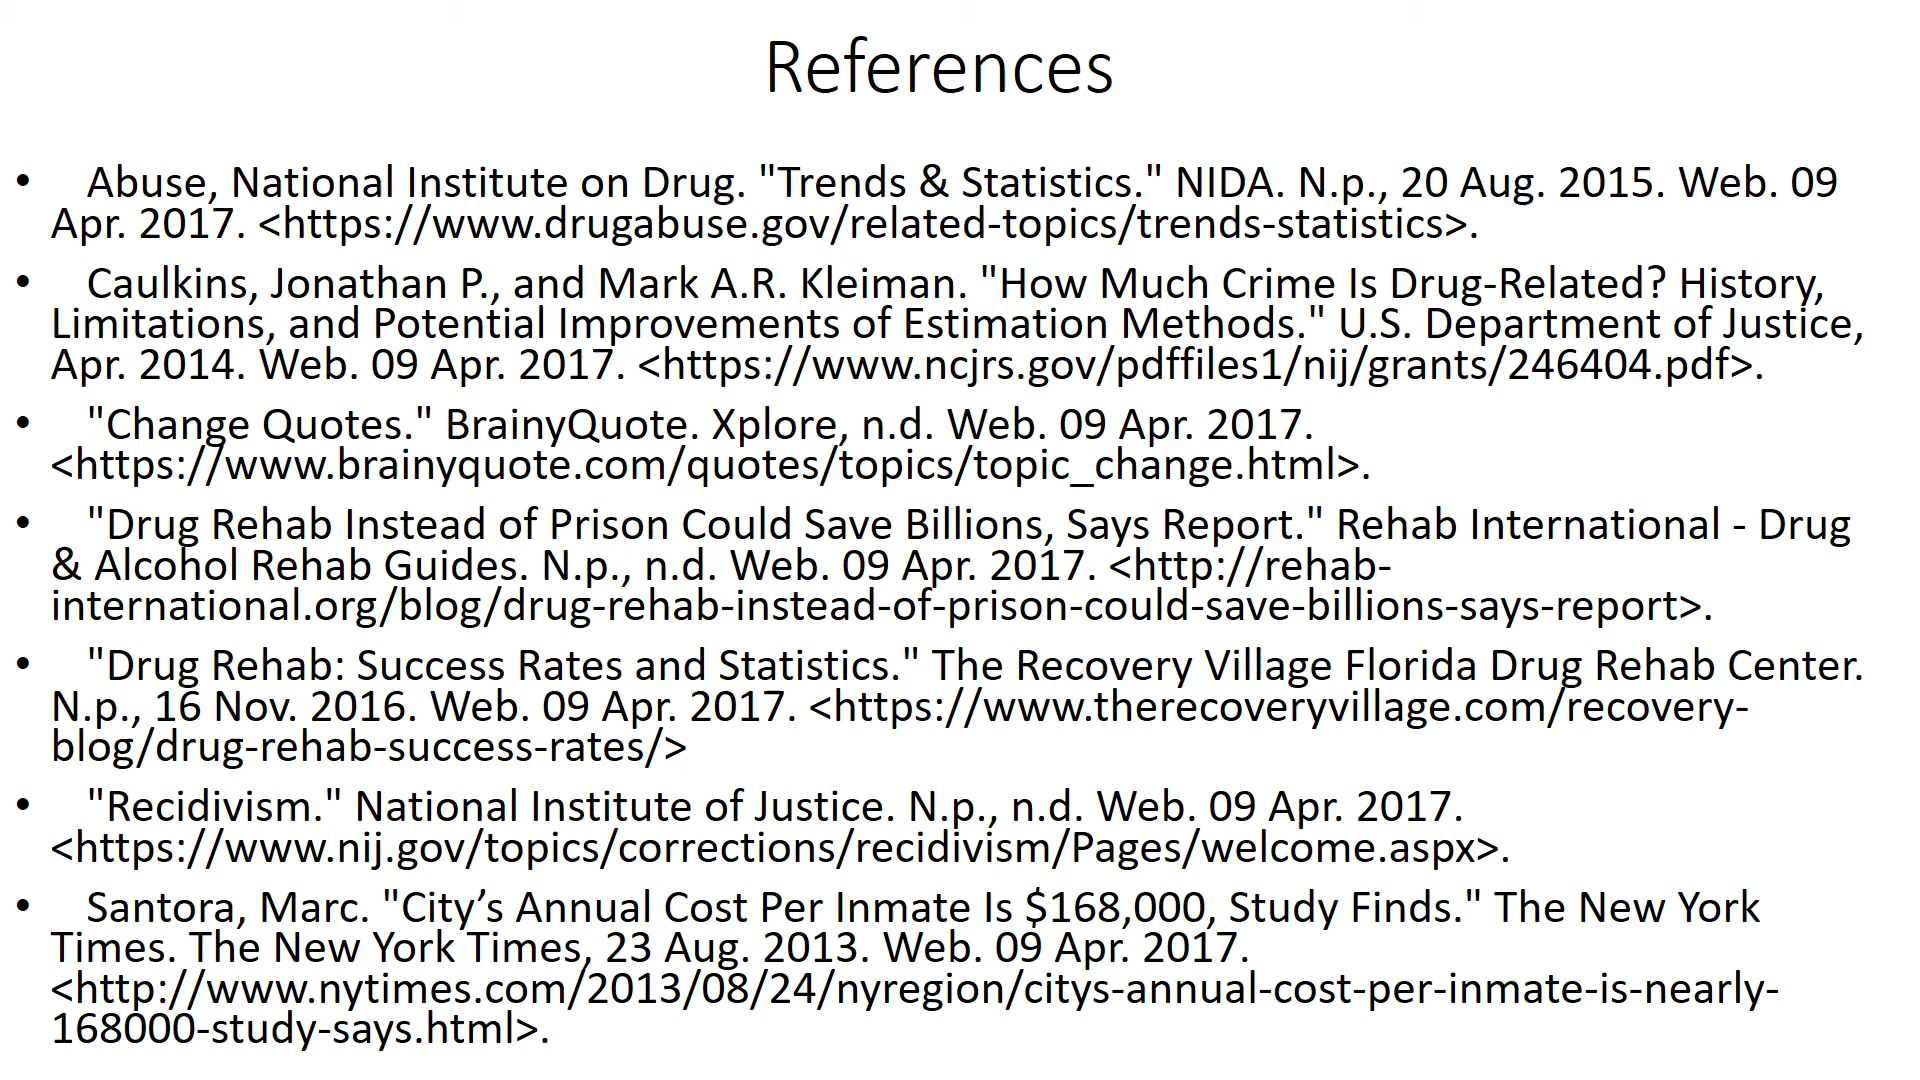 References
• Abuse, National Institute on Drug. "Trends & Statistics." NIDA. N.p., 20 Aug. 2015. Web. 09
Apr. 2017. <https://www.drugabuse.gov/related-topics/trends-statistics>.
• Caulkins, Jonathan P., and Mark A.R. Kleiman. "How Much Crime Is Drug-Related? History,
Limitations, and Potential Improvements of Estimation Methods." U.S. Department of Justice,
Apr. 2014. Web. 09 Apr. 2017. <https://www.ncjrs.gov/pdffiles1/nij/grants/246404.pdf>.
• "Change Quotes." BrainyQuote. Xplore, n.d. Web. 09 Apr. 2017.
<https://www.brainyquote.com/quotes/topics/topic_change.html>.
• "Drug Rehab Instead of Prison Could Save Billions, Says Report." Rehab International - Drug
& Alcohol Rehab Guides. N.p., n.d. Web. 09 Apr. 2017. <http://rehab-
international.org/blog/drug-rehab-instead-of-prison-could-save-billions-says-report>.
• "Drug Rehab: Success Rates and Statistics." The Recovery Village Florida Drug Rehab Center.
N.p., 16 Nov. 2016. Web. 09 Apr. 2017. <https://www.therecoveryvillage.com/recovery-
blog/drug-rehab-success-rates/>
• "Recidivism." National Institute of Justice. N.p., n.d. Web. 09 Apr. 2017.
<https://www.nij.gov/topics/corrections/recidivism/Pages/welcome.aspx>.
• Santora, Marc. "City’s Annual Cost Per Inmate Is $168,000, Study Finds." The New York
Times. The New York Times, 23 Aug. 2013. Web. 09 Apr. 2017.
<http://www.nytimes.com/2013/08/24/nyregion/citys-annual-cost-per-inmate-is-nearly-
168000-study-says.html>.